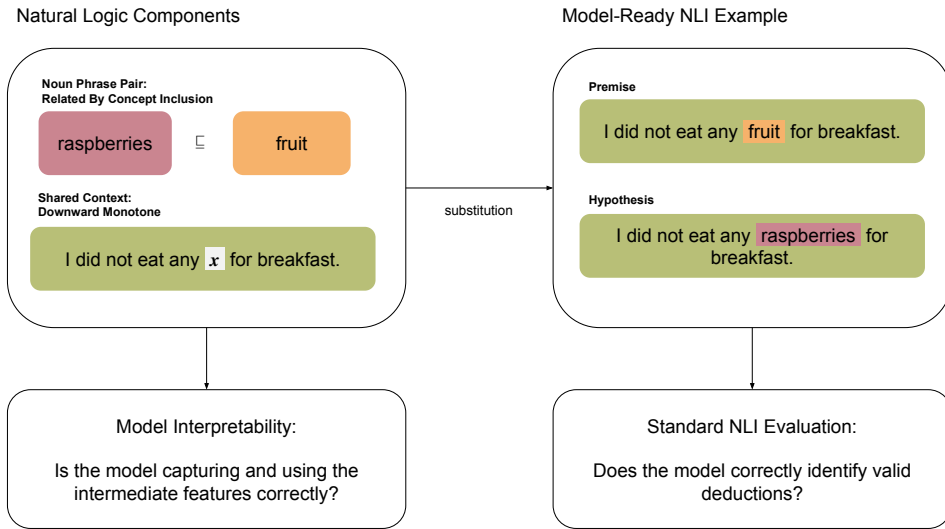 Natural Logic Components
Model-Ready NLI Example
Noun Phrase Pair:
Related By Concept Inclusion
raspberries ⊑ fruit
Shared Context:
Downward Monotone
I did not eat any x for breakfast.
substitution
Premise
I did not eat any fruit for breakfast.
Hypothesis
I did not eat any raspberries for
breakfast.
Model Interpretability:
Is the model capturing and using the
intermediate features correctly?
Standard NLI Evaluation:
Does the model correctly identify valid
deductions?